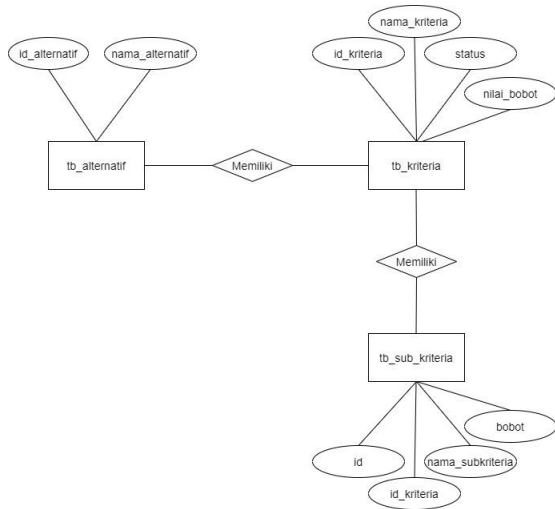 nama_kriteria
id_alternatif
nama_alternatif
id_kriteria
status
nilai_bobot
tb_alternatif
Memiliki
tb_kriteria
Memiliki
tb_sub_kriteria
bobot
id
nama_subkriteria
id_kriteria